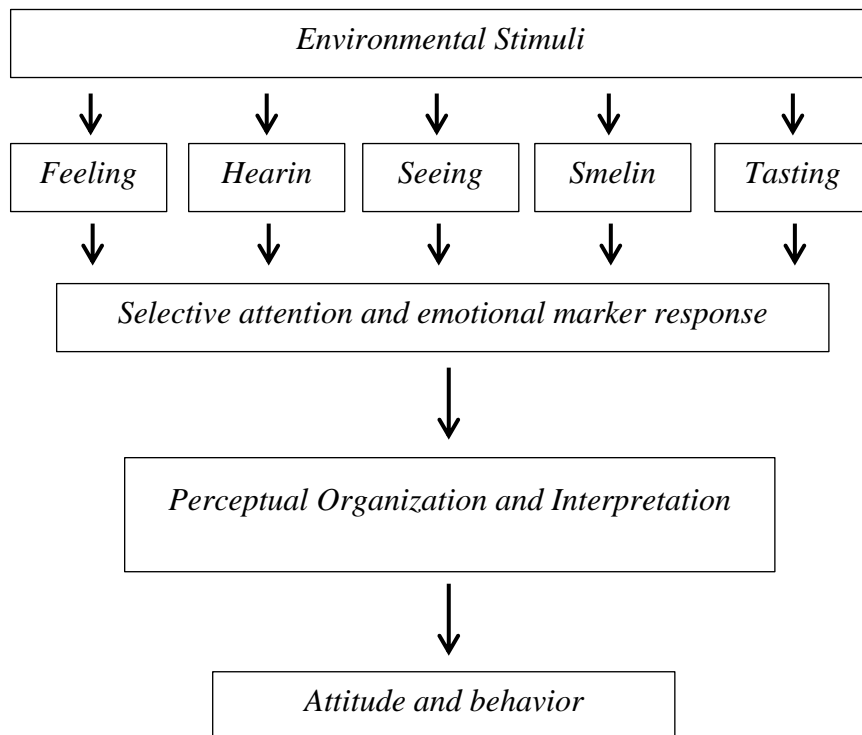 Environmental Stimuli
Feeling Hearin Seeing Smelin Tasting
Selective attention and emotional marker response
Perceptual Organization and Interpretation
Attitude and behavior